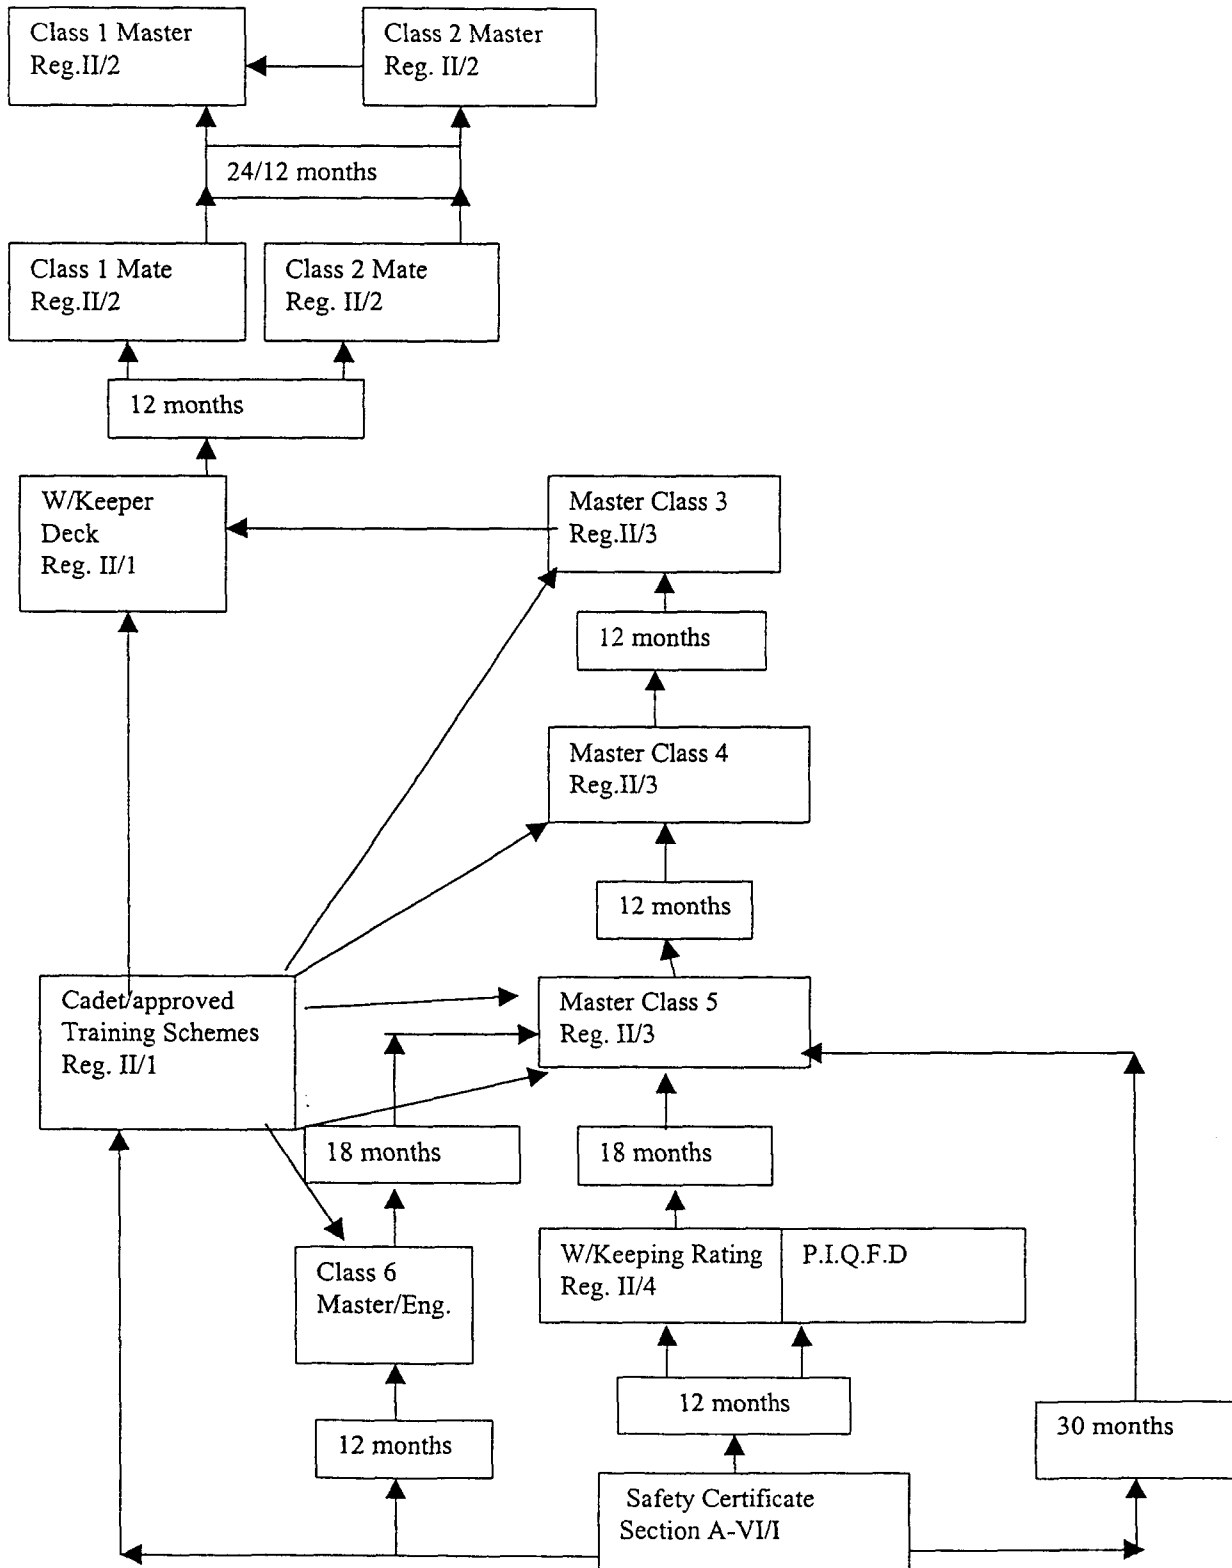 Class 1 Master
Reg.II/2
Class 2 Master
Reg. II/2
24/12 months
Class 1 Mate
Reg.II/2
Class 2 Mate
Reg. II/2
12 months
W/Keeper
Deck
Reg. II/1
Master Class 3
Reg.II/3
12 months
Master Class 4
Reg.II/3
12 months
Cadet/approved
Training Schemes
Reg. II/1
Master Class 5
Reg. II/3
18 months
18 months
Class 6
Master/Eng.
W/Keeping Rating
Reg. II/4
P.I.Q.F.D
12 months
12 months
30 months
Safety Certificate
Section A-VI/I